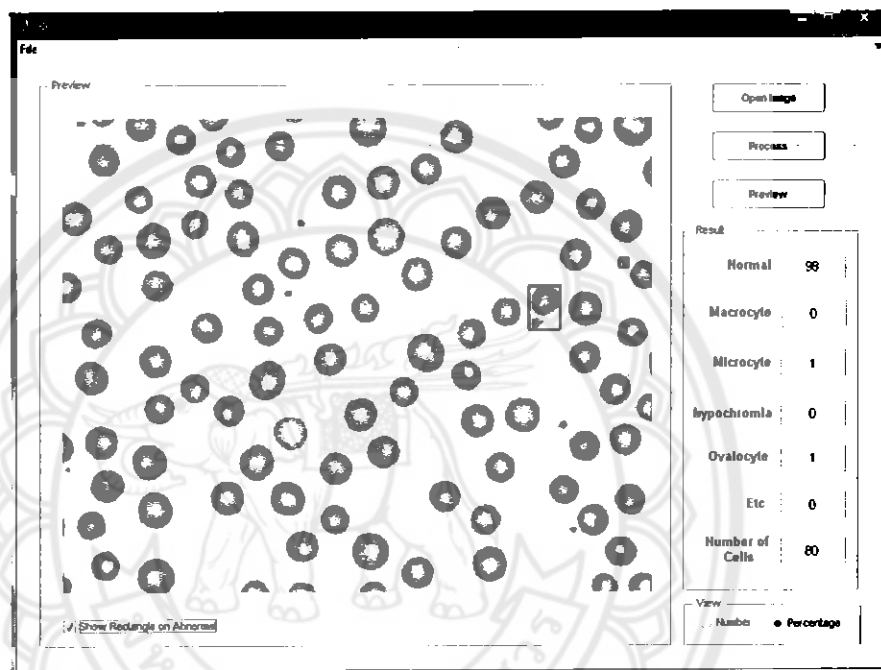 File
Preview
Open Image
Process
Preview
Result
Normal 98
Macrocyte 0
Microcyte 1
hypochromia 0
Ovalocyte 1
Etc 0
Number of
Cells 80
View
Number Percentage
Show Rectangle on Abnormal